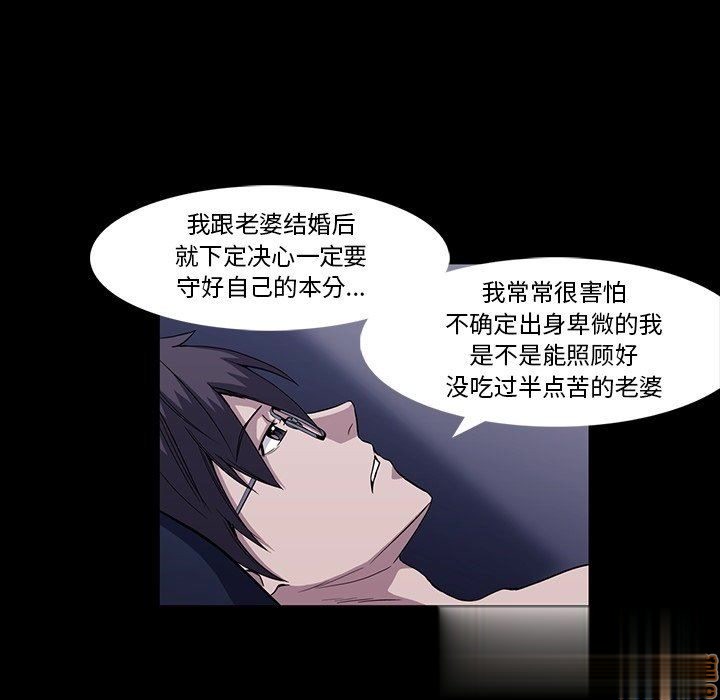 我跟老婆结婚后
就下定决心一定要
守好自己的本分...
我常常很害怕
不确定出身卑微的我
是不是能照顾好
没吃过半点苦的老婆